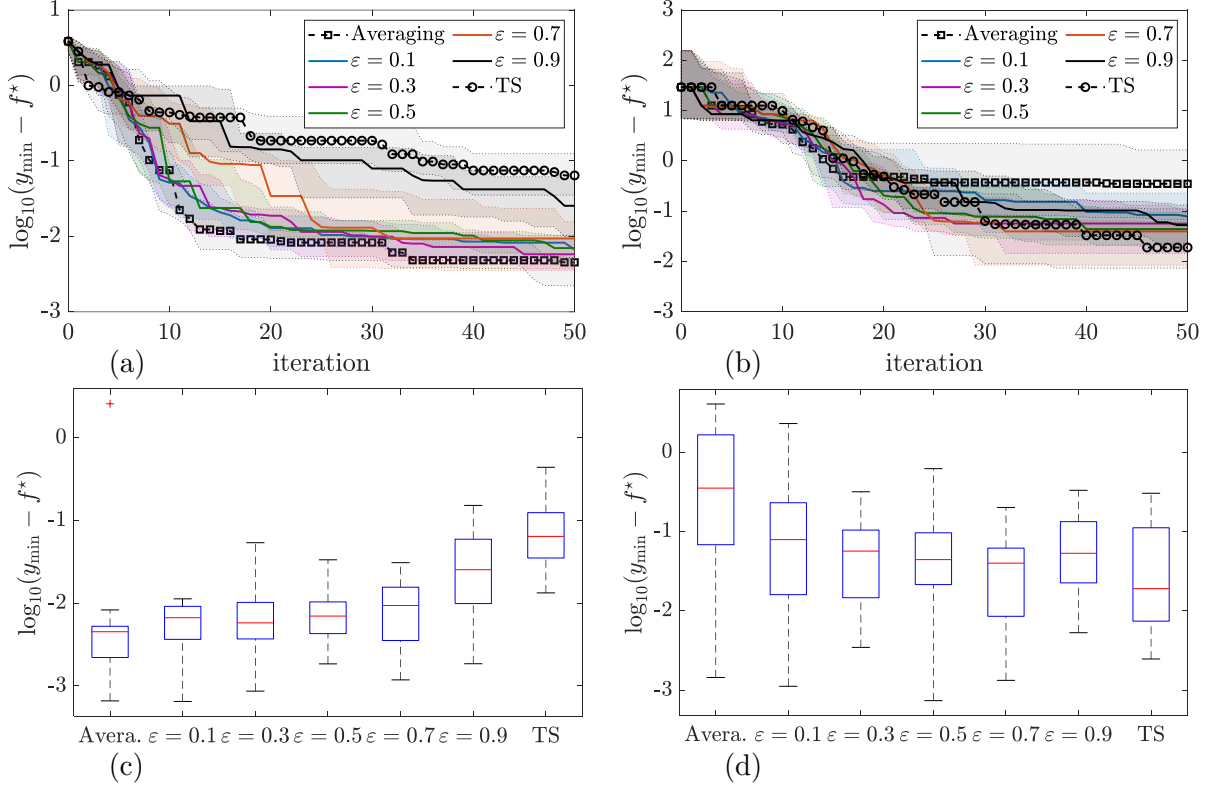 Averaging
ε = 0.1
ε = 0.3
ε = 0.5
ε = 0.7
ε = 0.9
TS
1
0
-1
-2
-3
log₁₀(y_min − f⋆)
0 10 20 30 40 50
iteration
(a)
Averaging
ε = 0.1
ε = 0.3
ε = 0.5
ε = 0.7
ε = 0.9
TS
3
2
1
0
-1
-2
-3
log₁₀(y_min − f⋆)
0 10 20 30 40 50
iteration
(b)
0
-1
-2
-3
log₁₀(y_min − f⋆)
Avera. ε = 0.1 ε = 0.3 ε = 0.5 ε = 0.7 ε = 0.9 TS
(c)
0
-1
-2
-3
log₁₀(y_min − f⋆)
Avera. ε = 0.1 ε = 0.3 ε = 0.5 ε = 0.7 ε = 0.9 TS
(d)